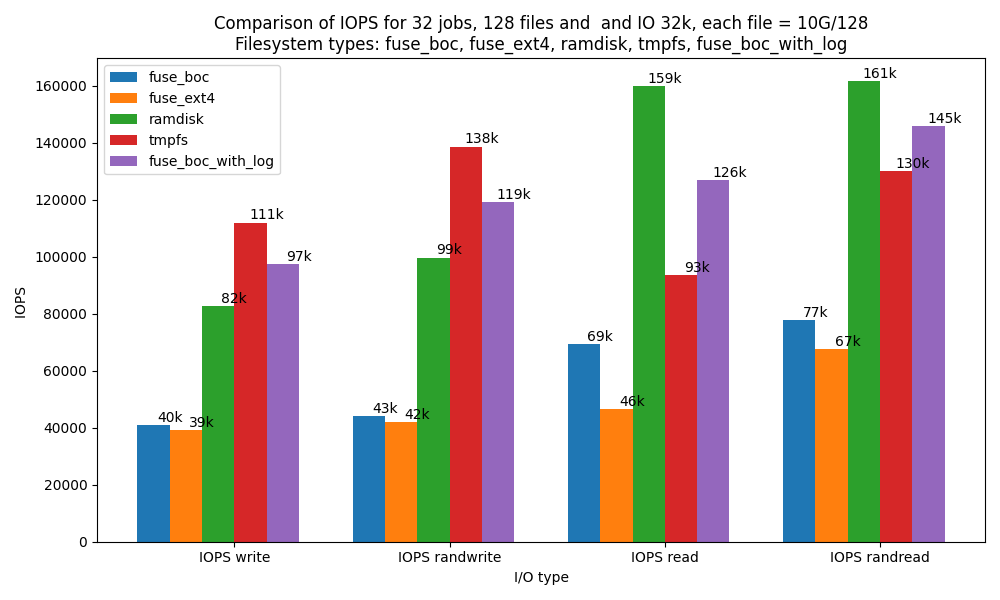 Comparison of IOPS for 32 jobs, 128 files and  and IO 32k, each file = 10G/128
Filesystem types: fuse_boc, fuse_ext4, ramdisk, tmpfs, fuse_boc_with_log
fuse_boc
fuse_ext4
ramdisk
tmpfs
fuse_boc_with_log
IOPS
160000
140000
120000
100000
80000
60000
40000
20000
0
40k
39k
82k
111k
97k
43k
42k
99k
138k
119k
69k
46k
159k
93k
126k
77k
67k
161k
130k
145k
IOPS write
IOPS randwrite
IOPS read
IOPS randread
I/O type